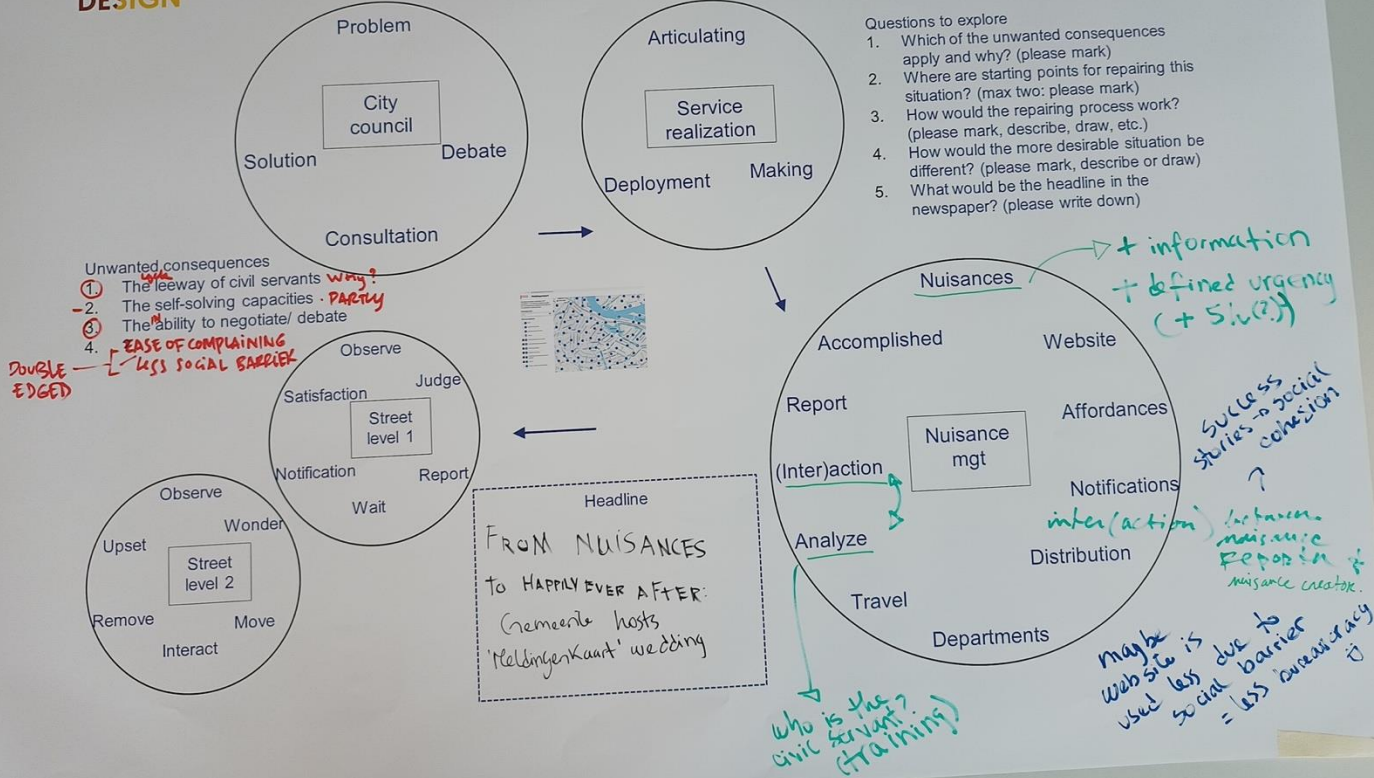 DESIGN
Problem
City
council
Solution
Debate
Consultation
Articulating
Service
realization
Deployment
Making
Questions to explore
1. Which of the unwanted consequences
apply and why? (please mark)
2. Where are starting points for repairing this
situation? (max two: please mark)
3. How would the repairing process work?
(please mark, describe, draw, etc.)
4. How would the more desirable situation be
different? (please mark, describe or draw)
5. What would be the headline in the
newspaper? (please write down)
Unwanted consequences
1. The leeway of civil servants WHY?
2. The self-solving capacities · PARTLY
3. The ability to negotiate/ debate
4. EASE OF COMPLAINING
LESS SOCIAL BARRIER
DOUBLE
EDGED
Observe
Judge
Satisfaction
Street
level 1
Notification
Report
Wait
Observe
Wonder
Upset
Street
level 2
Remove
Move
Interact
Headline
FROM NUISANCES
TO HAPPILY EVER AFTER:
Gemeente hosts
'MeldingenKaart' wedding
Nuisances
Accomplished
Website
Report
Affordances
Nuisance
mgt
(Inter)action
Notifications
Analyze
Distribution
Travel
Departments
+ information
+ defined urgency
success
stories → social
cohesion
inter(action) between
nuisance
reporter +
nuisance creator.
maybe
website is
used less due to
social barrier
= less bureaucracy
who is the
civic servant?
(training)